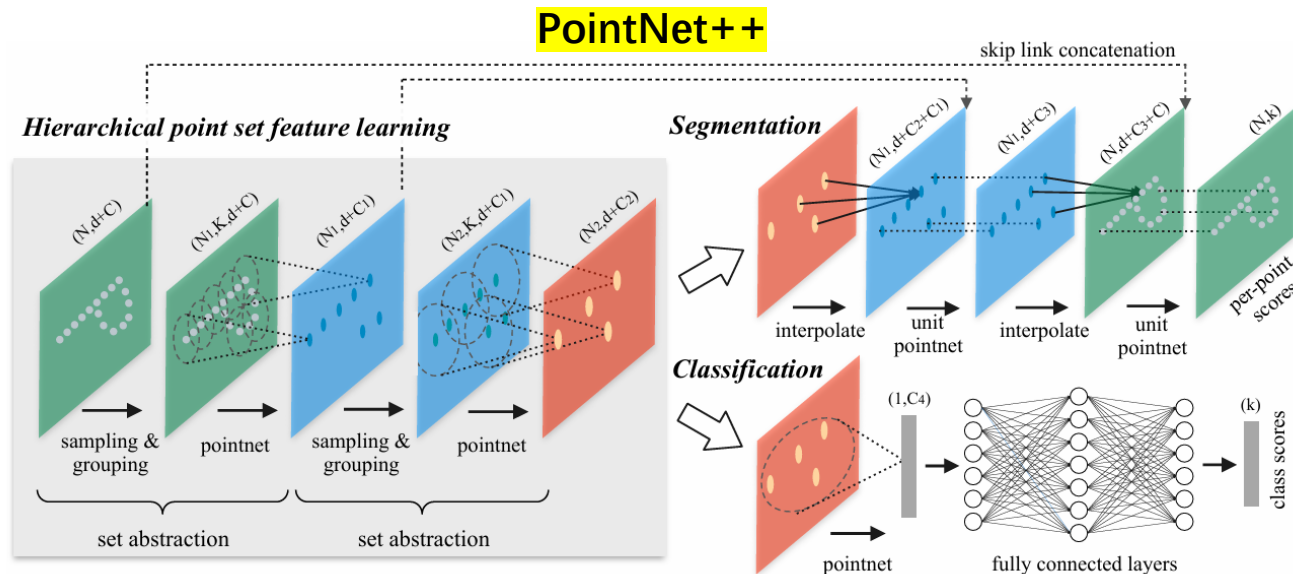 PointNet++
skip link concatenation
Hierarchical point set feature learning
(N,d+C)
(N1,K,d+C)
(N1,d+C1)
(N2,K,d+C1)
(N2,d+C2)
sampling &
grouping
pointnet
sampling &
grouping
pointnet
set abstraction
set abstraction
Segmentation
(N1,d+C2+C1)
(N1,d+C3)
(N,d+C3+C)
(N,k)
interpolate
unit
pointnet
interpolate
unit
pointnet
per-point
scores
Classification
(1,C4)
(k)
class scores
pointnet
fully connected layers